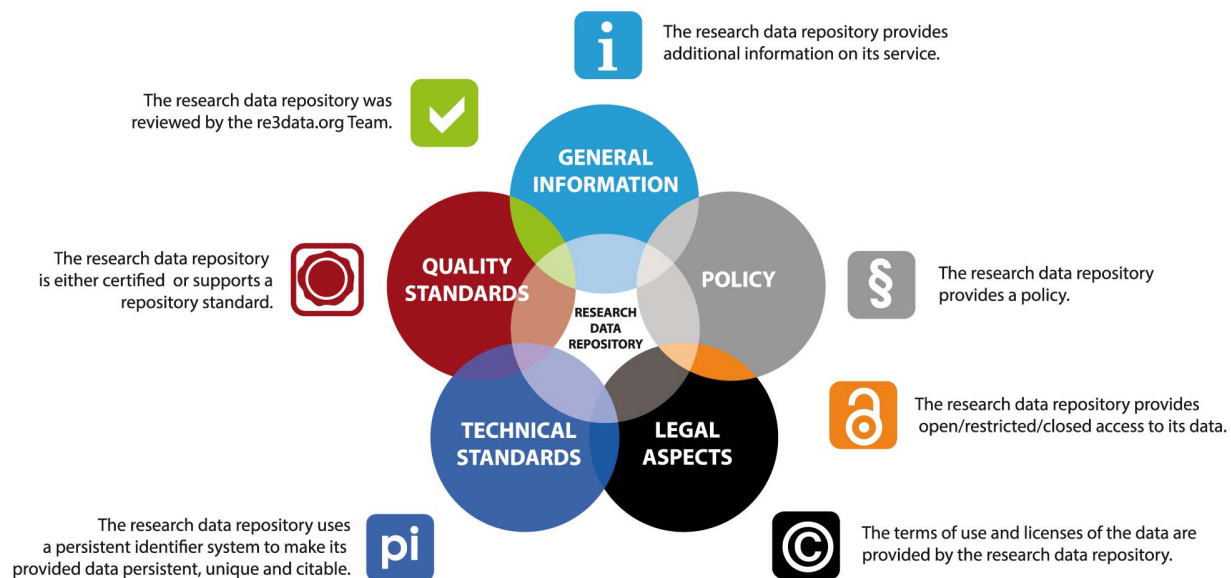 i
The research data repository provides
additional information on its service.
The research data repository was
reviewed by the re3data.org Team.
GENERAL
INFORMATION
The research data repository
is either certified or supports a
repository standard.
QUALITY
STANDARDS
RESEARCH
DATA
REPOSITORY
POLICY
§
The research data repository
provides a policy.
The research data repository provides
open/restricted/closed access to its data.
TECHNICAL
STANDARDS
LEGAL
ASPECTS
The research data repository uses
a persistent identifier system to make its
provided data persistent, unique and citable.
pi
©
The terms of use and licenses of the data are
provided by the research data repository.